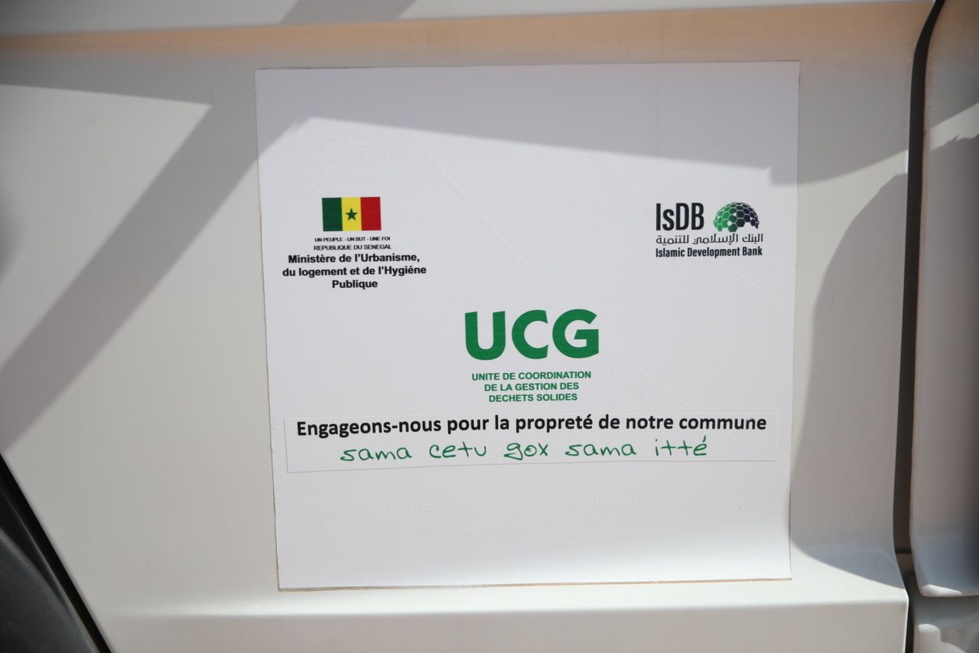 UN PEUPLE - UN BUT - UNE FOI
REPUBLIQUE DU SENEGAL
Ministère de l'Urbanisme,
du logement et de l'Hygiéne
Publique
IsDB
البنك الإسلامي للتنمية
Islamic Development Bank
UCG
UNITE DE COORDINATION
DE LA GESTION DES
DECHETS SOLIDES
Engageons-nous pour la propreté de notre commune
sama cetu gox sama itté